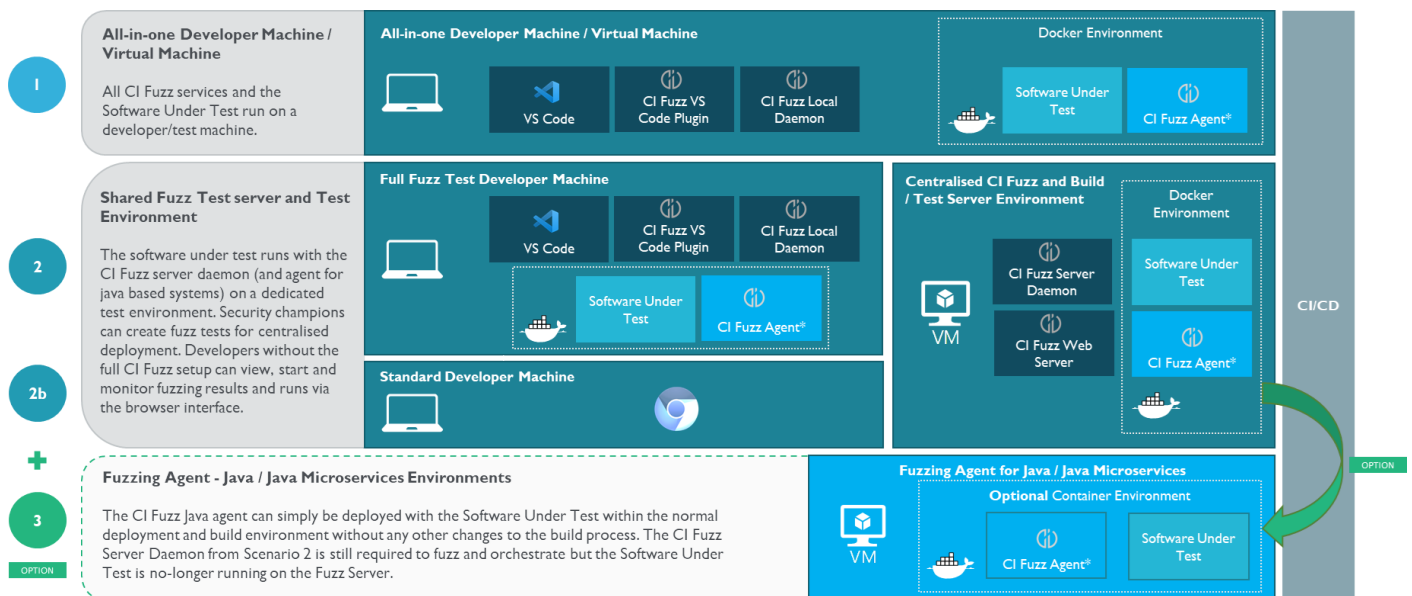 1
All-in-one Developer Machine /
Virtual Machine
All CI Fuzz services and the
Software Under Test run on a
developer/test machine.
All-in-one Developer Machine / Virtual Machine
VS Code
CI Fuzz VS
Code Plugin
CI Fuzz Local
Daemon
Docker Environment
Software Under
Test
CI Fuzz Agent*
2
Shared Fuzz Test server and Test
Environment
The software under test runs with the
CI Fuzz server daemon (and agent for
java based systems) on a dedicated
test environment. Security champions
can create fuzz tests for centralised
deployment. Developers without the
full CI Fuzz setup can view, start and
monitor fuzzing results and runs via
the browser interface.
Full Fuzz Test Developer Machine
VS Code
CI Fuzz VS
Code Plugin
CI Fuzz Local
Daemon
Software Under
Test
CI Fuzz Agent*
Centralised CI Fuzz and Build
/ Test Server Environment
VM
CI Fuzz Server
Daemon
CI Fuzz Web
Server
Docker
Environment
Software Under
Test
CI Fuzz Agent*
CI/CD
2b
Standard Developer Machine
3
OPTION
Fuzzing Agent - Java / Java Microservices Environments
The CI Fuzz Java agent can simply be deployed with the Software Under Test within the normal
deployment and build environment without any other changes to the build process. The CI Fuzz
Server Daemon from Scenario 2 is still required to fuzz and orchestrate but the Software Under
Test is no-longer running on the Fuzz Server.
Fuzzing Agent for Java / Java Microservices
VM
Optional Container Environment
CI Fuzz Agent*
Software Under
Test
OPTION